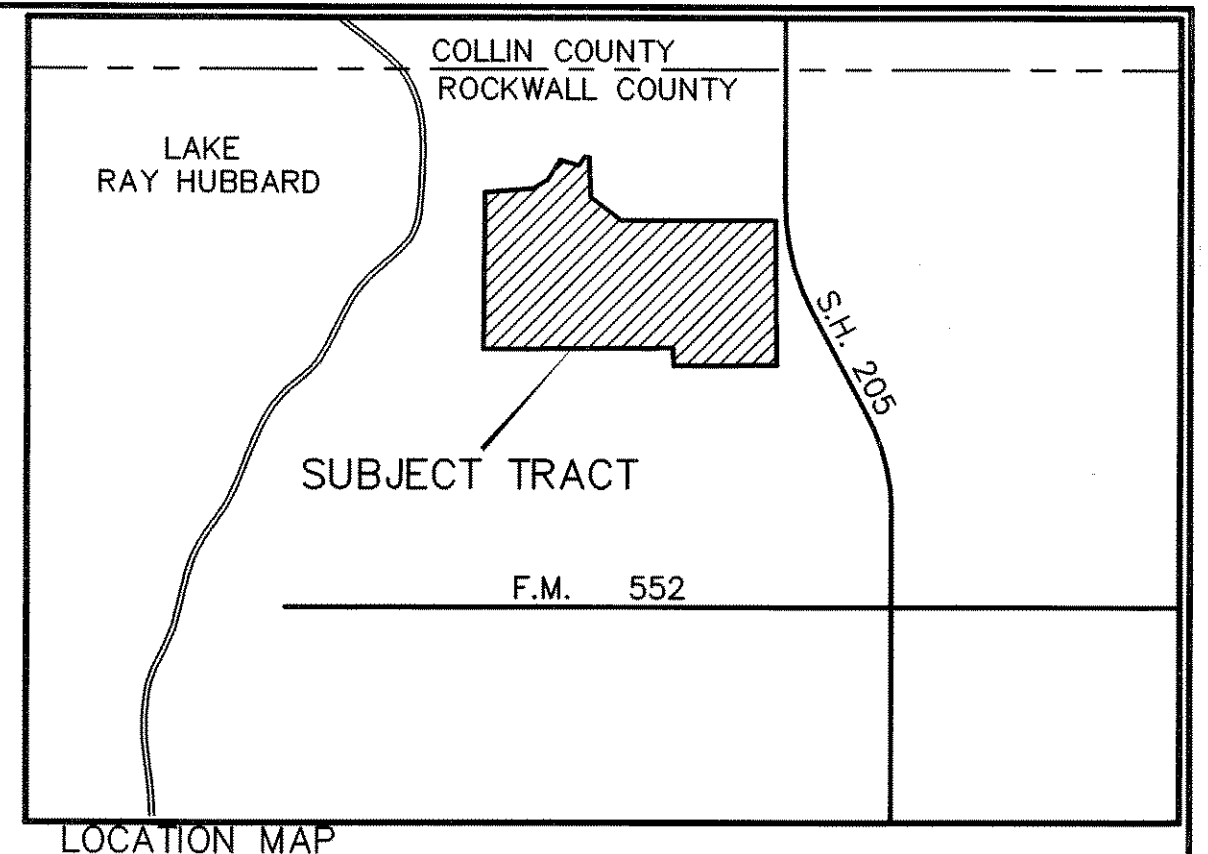 COLLIN COUNTY
ROCKWALL COUNTY
LAKE
RAY HUBBARD
S.H. 205
SUBJECT TRACT
F.M. 552
LOCATION MAP